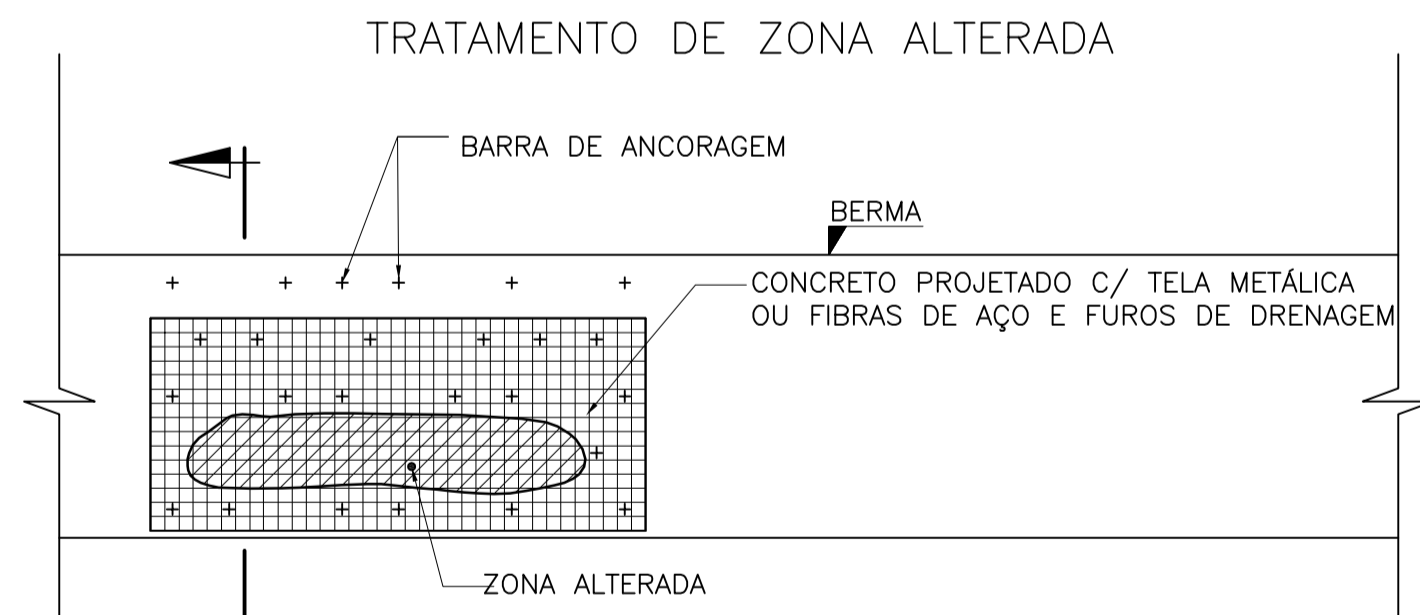 TRATAMENTO DE ZONA ALTERADA
BARRA DE ANCORAGEM
BERMA
CONCRETO PROJETADO C/ TELA METÁLICA
OU FIBRAS DE AÇO E FUROS DE DRENAGEM
ZONA ALTERADA